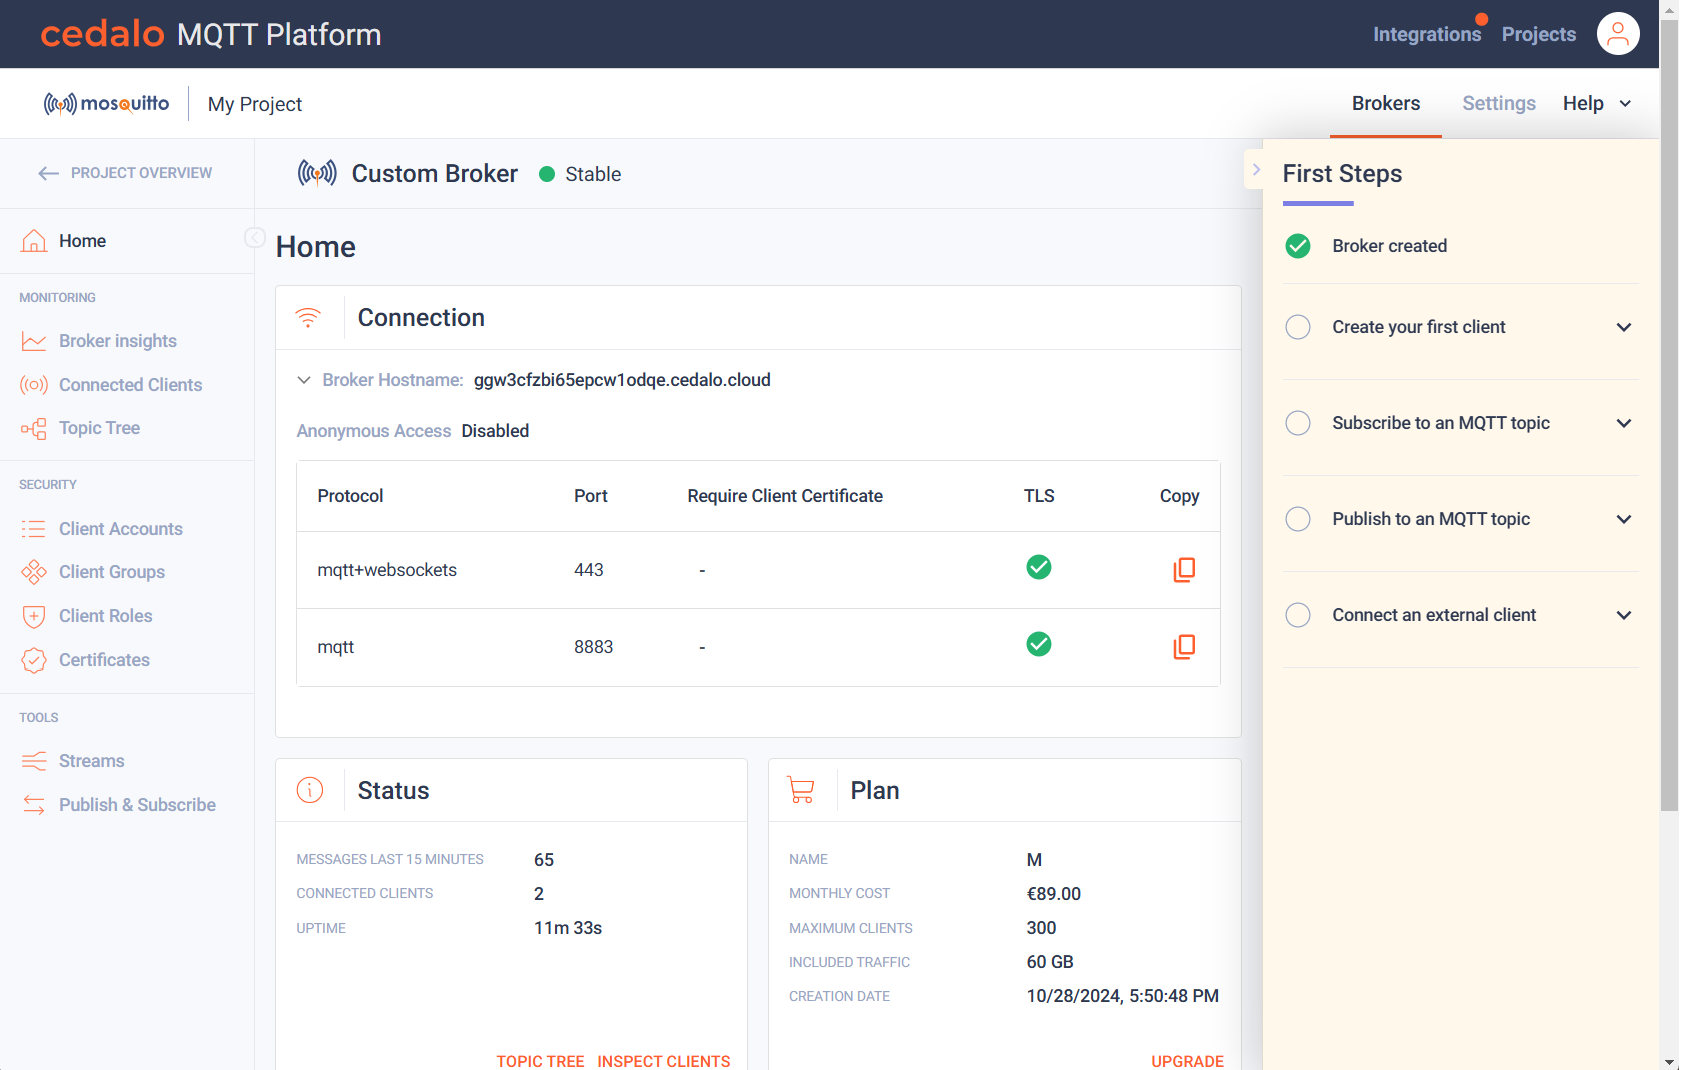 cedalo MQTT Platform
Integrations Projects
mosquitto My Project
Brokers Settings Help
PROJECT OVERVIEW
Home
MONITORING
Broker insights
Connected Clients
Topic Tree
SECURITY
Client Accounts
Client Groups
Client Roles
Certificates
TOOLS
Streams
Publish & Subscribe
Custom Broker Stable
Home
Connection
Broker Hostname: ggw3cfzbi65epcw1odqe.cedalo.cloud
Anonymous Access Disabled
Protocol Port Require Client Certificate TLS Copy
mqtt+websockets 443 -
mqtt 8883 -
Status
MESSAGES LAST 15 MINUTES 65
CONNECTED CLIENTS 2
UPTIME 11m 33s
TOPIC TREE INSPECT CLIENTS
Plan
NAME M
MONTHLY COST €89.00
MAXIMUM CLIENTS 300
INCLUDED TRAFFIC 60 GB
CREATION DATE 10/28/2024, 5:50:48 PM
UPGRADE
First Steps
Broker created
Create your first client
Subscribe to an MQTT topic
Publish to an MQTT topic
Connect an external client